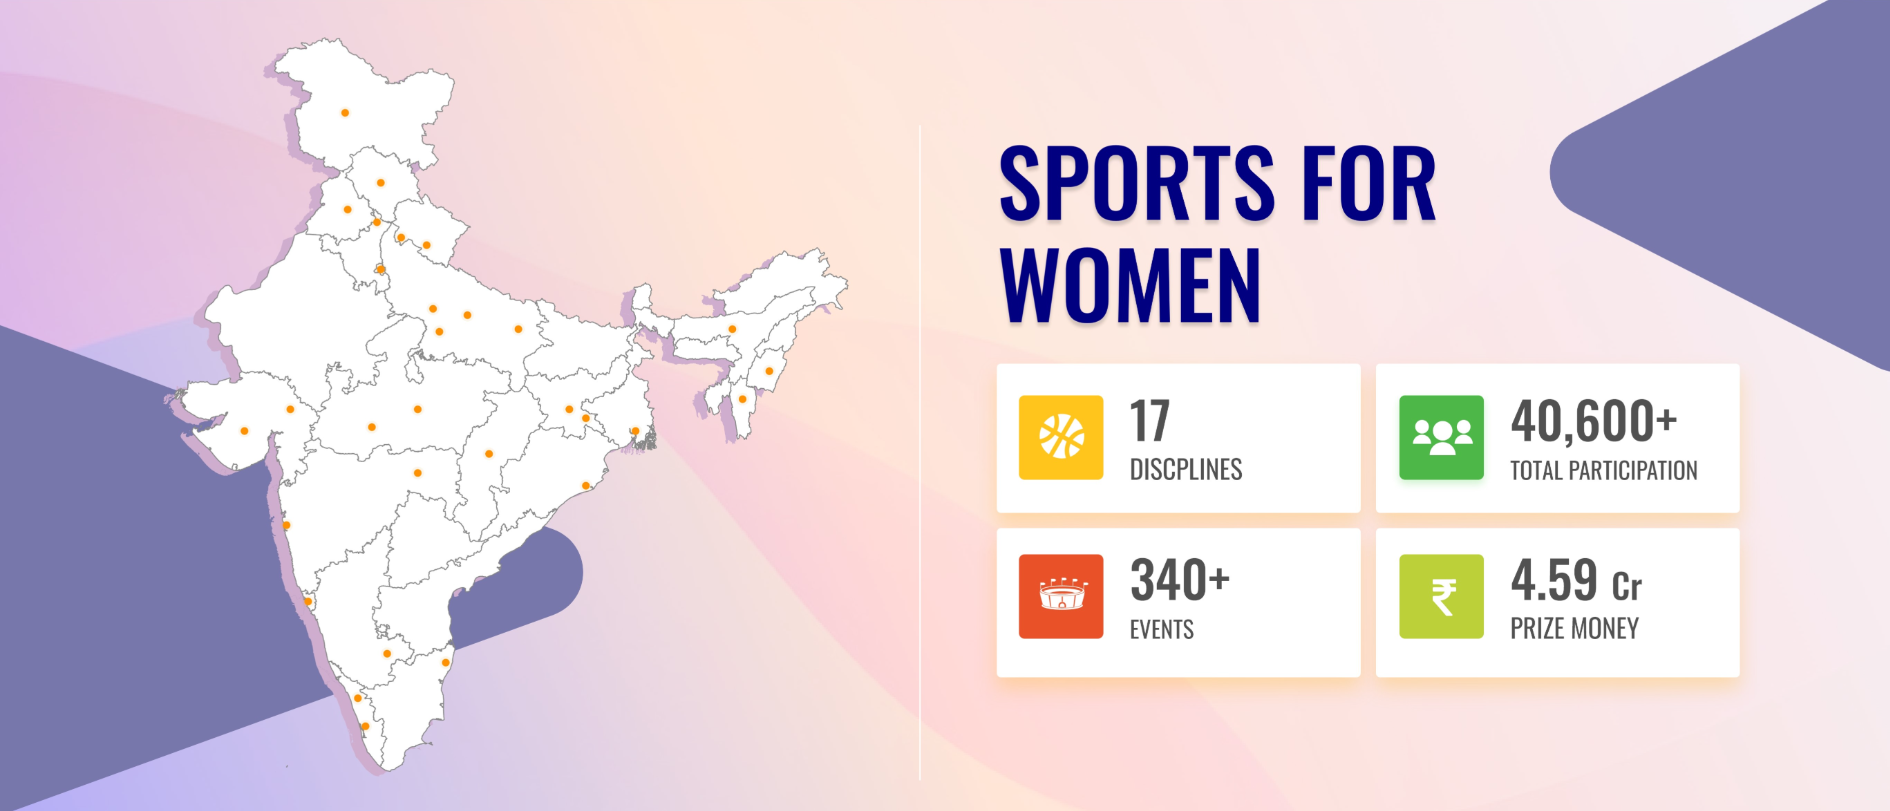 SPORTS FOR
WOMEN
17
DISCPLINES
40,600+
TOTAL PARTICIPATION
340+
EVENTS
₹
4.59 Cr
PRIZE MONEY